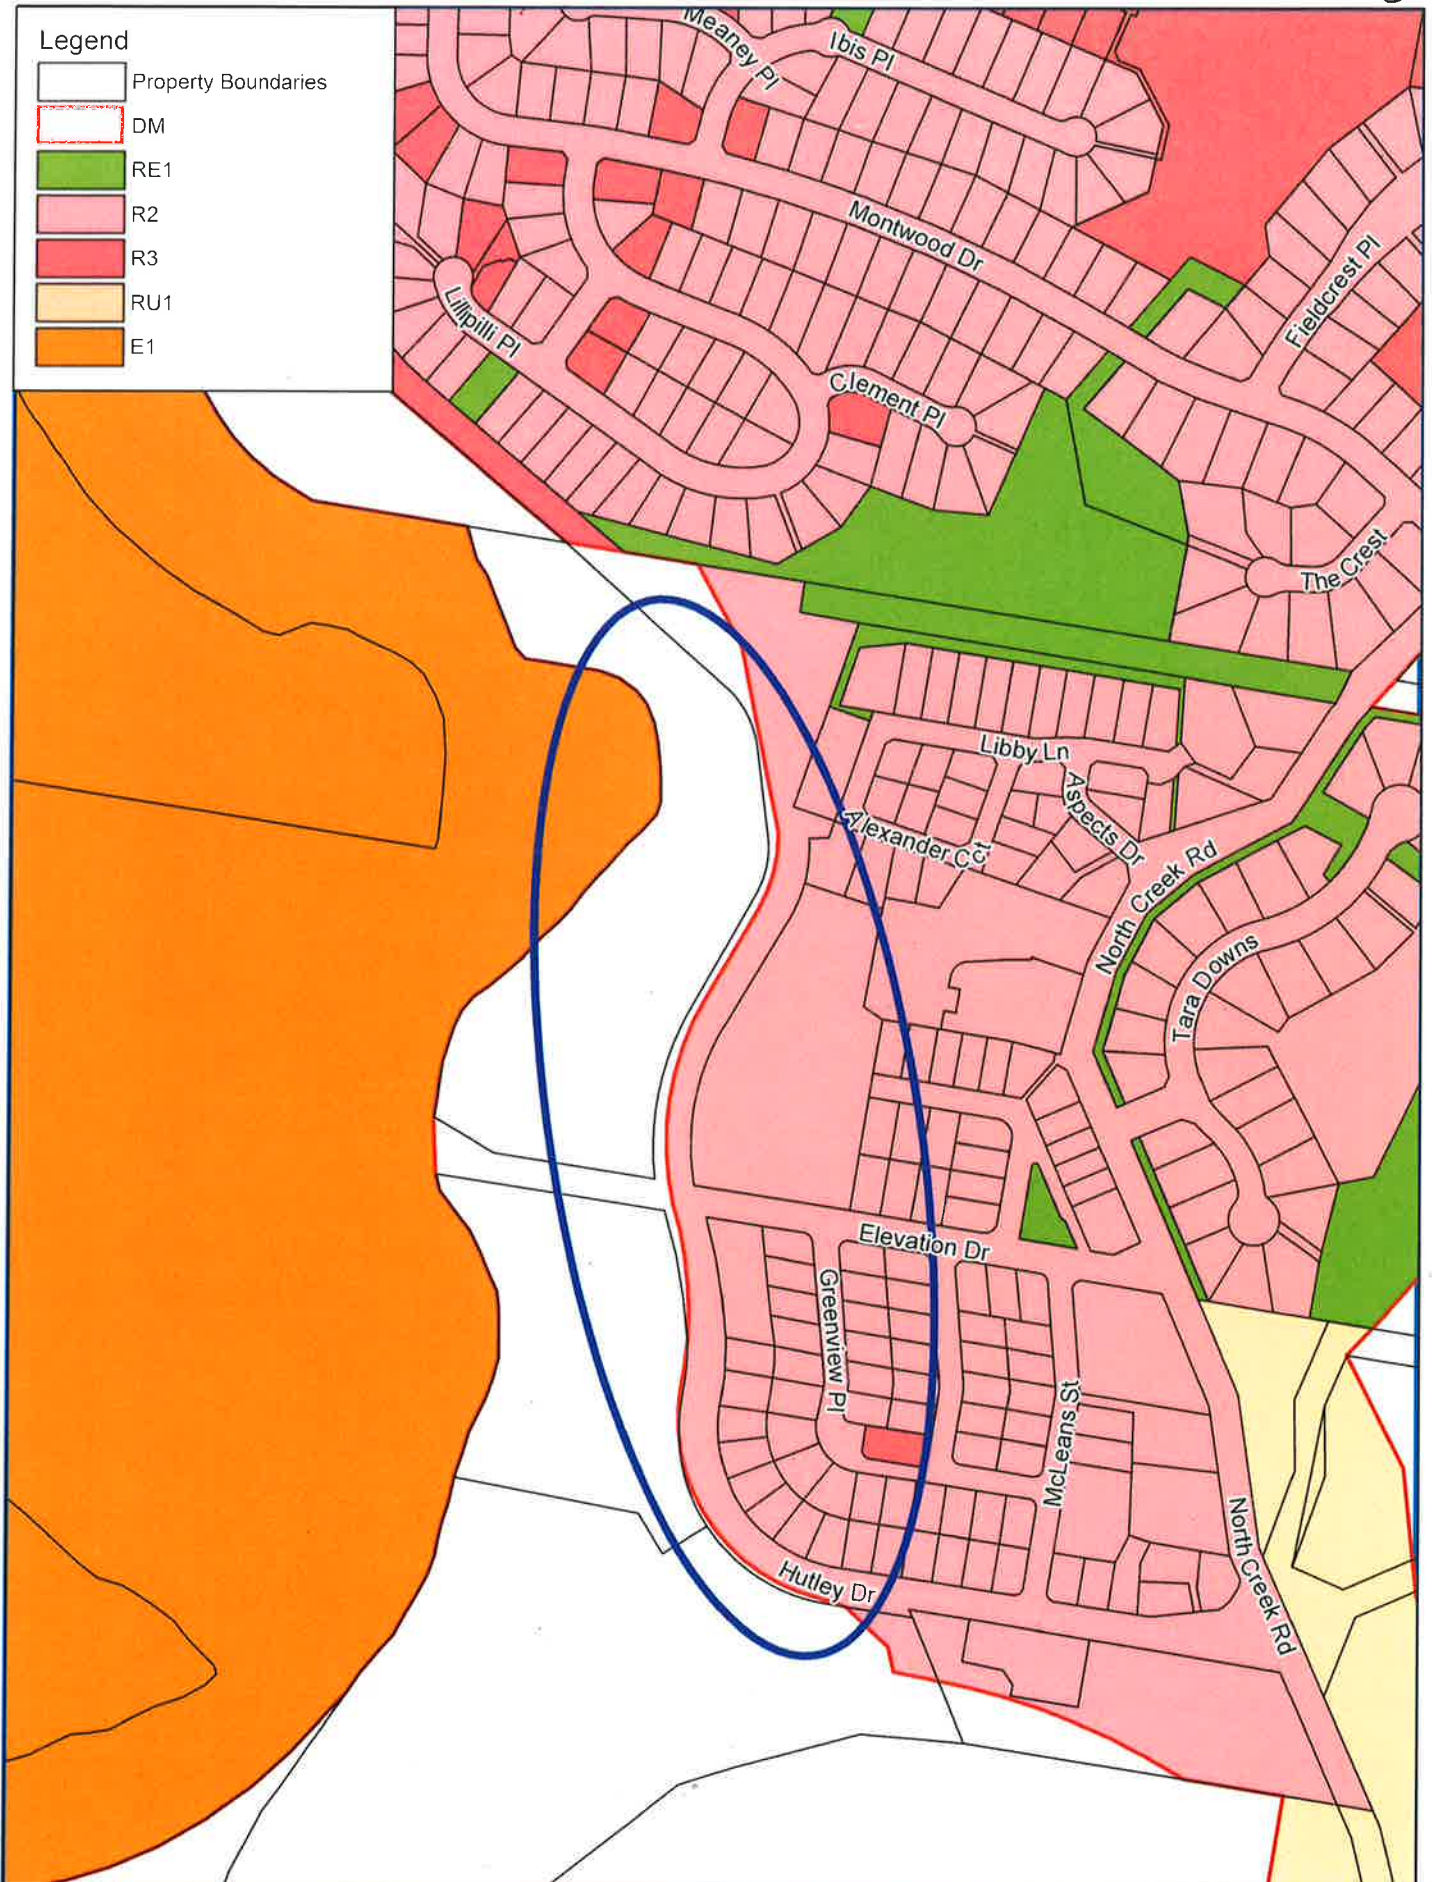 Legend
Property Boundaries
DM
RE1
R2
R3
RU1
E1
Meaney Pl
Ibis Pl
Montwood Dr
Fieldcrest Pl
Lillipilli Pl
Clement Pl
The Crest
Libby Ln
Aspects Dr
Alexander Cct
North Creek Rd
Tara Downs
Elevation Dr
Greenview Pl
McLeans St
North Creek Rd
Hutley Dr